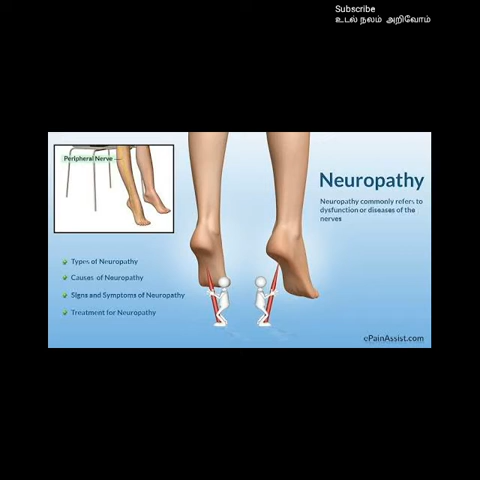 Subscribe
உடல் நலம் அறிவோம்
Peripheral Nerve
Neuropathy
Neuropathy commonly refers to
dysfunction or diseases of the
nerves
Types of Neuropathy
Causes of Neuropathy
Signs and Symptoms of Neuropathy
Treatment for Neuropathy
ePainAssist.com